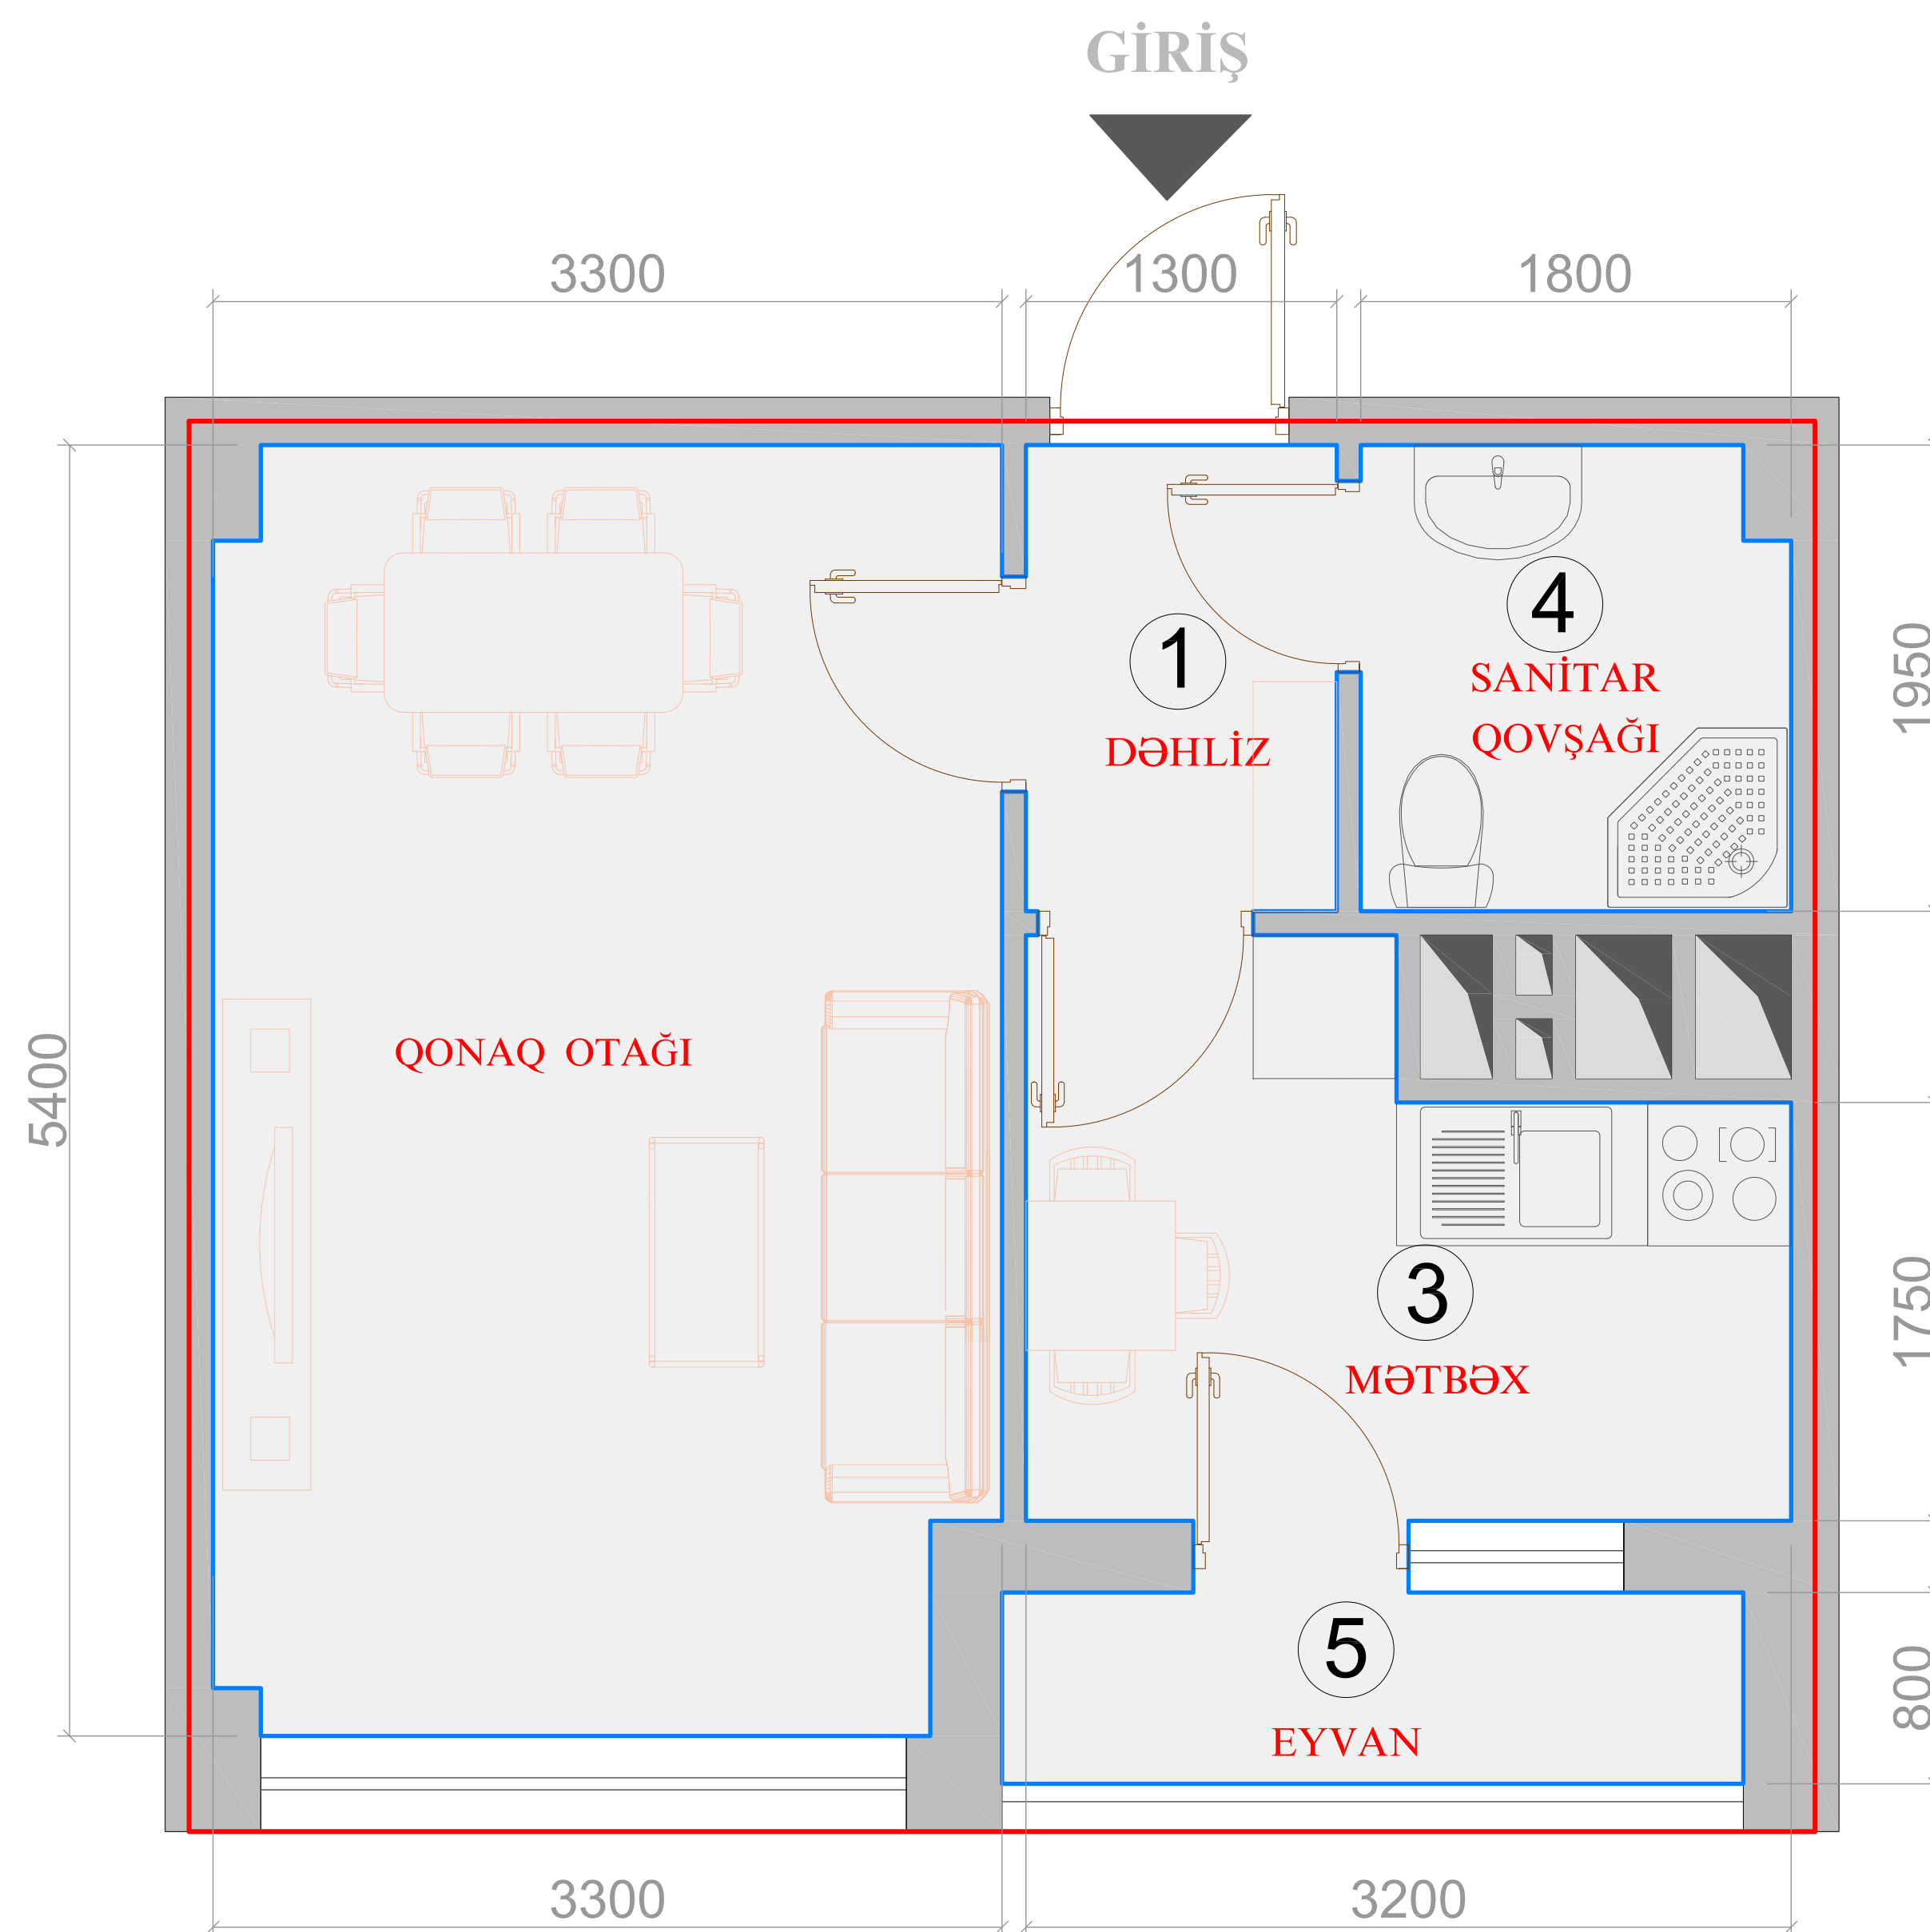 GİRİŞ
3300
1300
1800
4
SANİTAR
QOVŞAĞI
1
DƏHLİZ
1950
QONAQ OTAĞI
5400
3
MƏTBƏX
1750
5
EYVAN
800
3300
3200